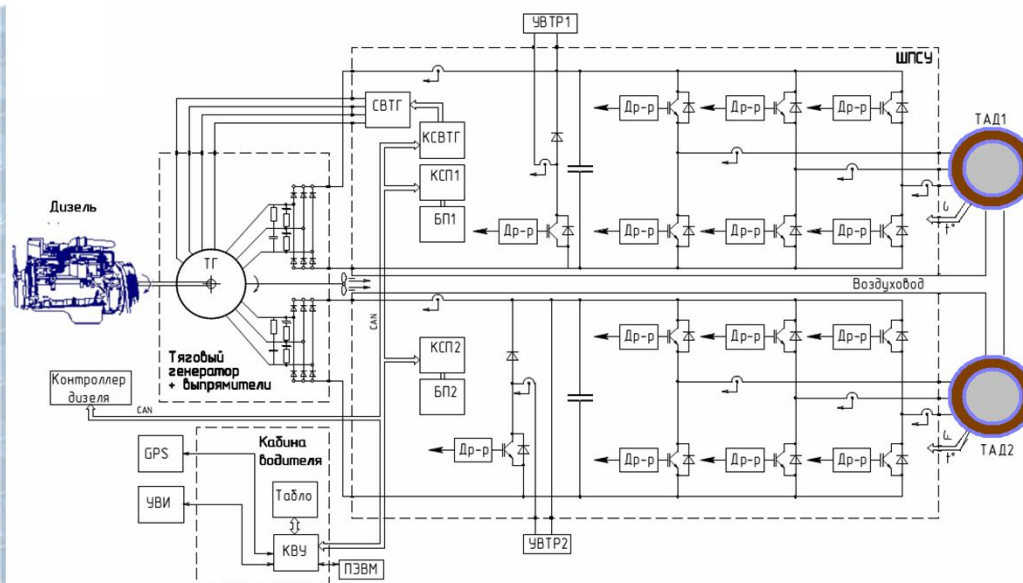 УВТР1
ШПСУ
СВТГ
Др-р
Др-р
Др-р
ТАД1
КСВТГ
КСП1
Дизель
БП1
Др-р
Др-р
Др-р
Др-р
t°
ТГ
Воздуховод
CAN
Др-р
Др-р
Др-р
КСП2
Тяговый
генератор
+ выпрямители
Контроллер
дизеля
БП2
CAN
t°
ТАД2
Кабина
водителя
GPS
Др-р
Др-р
Др-р
Др-р
Табло
УВИ
КВУ
УВТР2
ПЭВМ